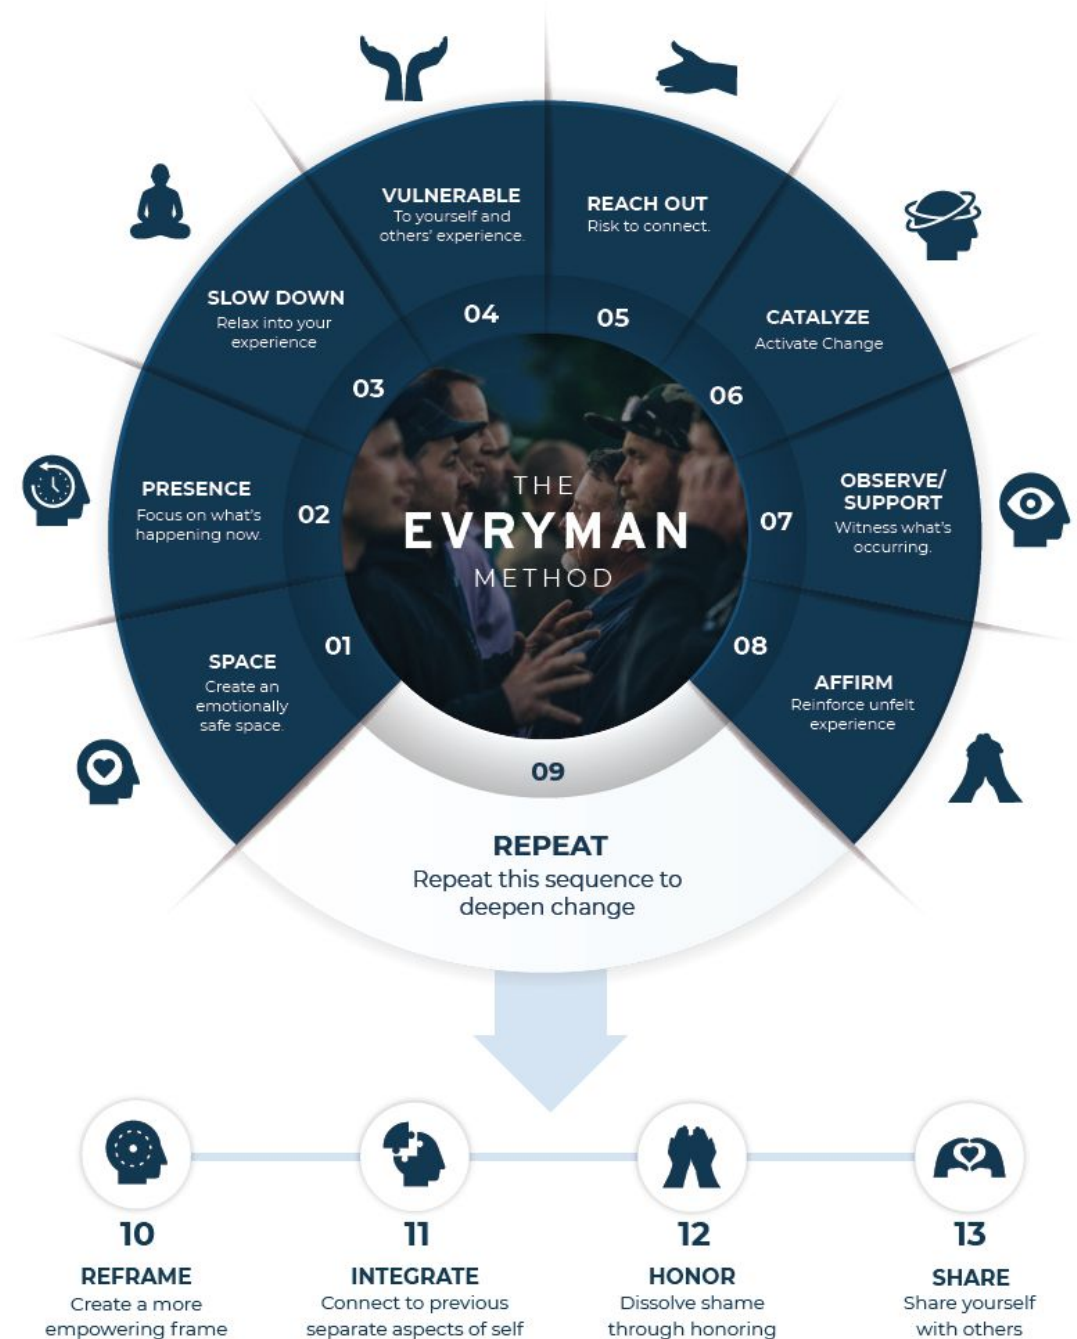 THE
EVRYMAN
METHOD
01
SPACE
Create an
emotionally
safe space.
02
PRESENCE
Focus on what's
happening now.
03
SLOW DOWN
Relax into your
experience
04
VULNERABLE
To yourself and
others' experience.
05
REACH OUT
Risk to connect.
06
CATALYZE
Activate Change
07
OBSERVE/
SUPPORT
Witness what's
occurring.
08
AFFIRM
Reinforce unfelt
experience
09
REPEAT
Repeat this sequence to
deepen change
10
REFRAME
Create a more
empowering frame
11
INTEGRATE
Connect to previous
separate aspects of self
12
HONOR
Dissolve shame
through honoring
13
SHARE
Share yourself
with others